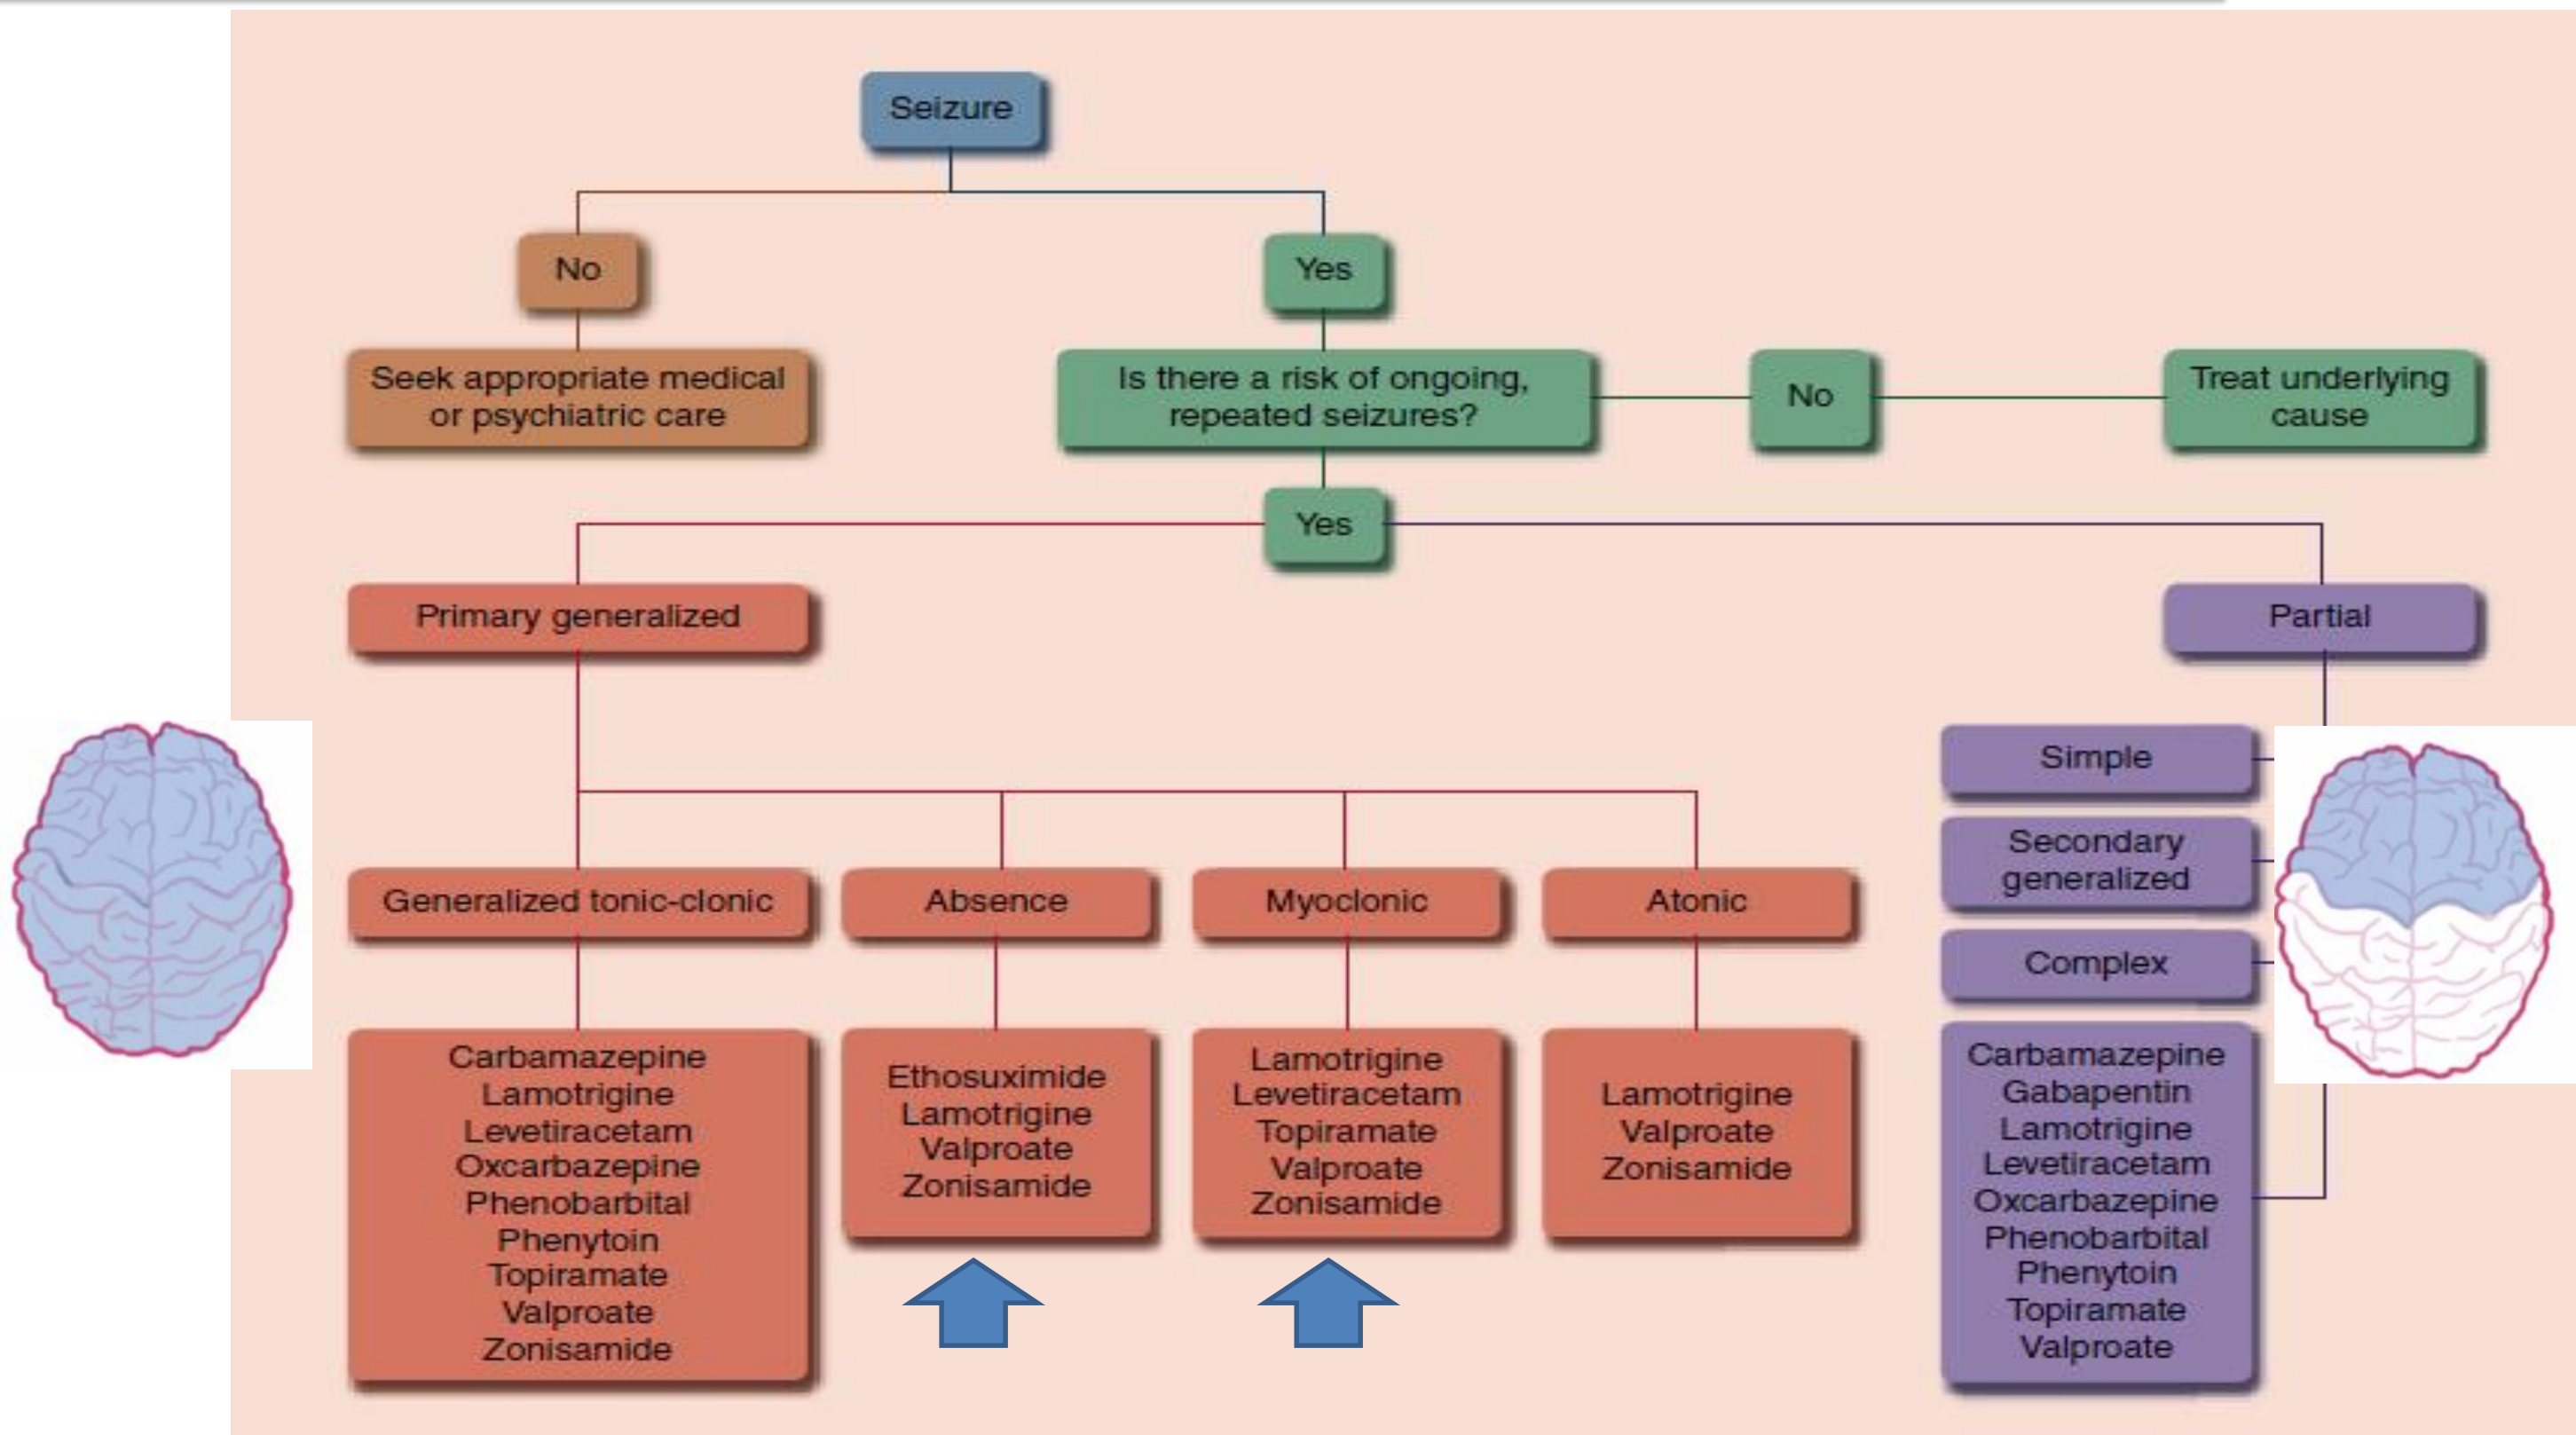 Seizure
No
Yes
Seek appropriate medical
or psychiatric care
Is there a risk of ongoing,
repeated seizures?
No
Treat underlying
cause
Yes
Primary generalized
Partial
Simple
Secondary
generalized
Complex
Generalized tonic-clonic
Absence
Myoclonic
Atonic
Carbamazepine
Lamotrigine
Levetiracetam
Oxcarbazepine
Phenobarbital
Phenytoin
Topiramate
Valproate
Zonisamide
Ethosuximide
Lamotrigine
Valproate
Zonisamide
Lamotrigine
Levetiracetam
Topiramate
Valproate
Zonisamide
Lamotrigine
Valproate
Zonisamide
Carbamazepine
Gabapentin
Lamotrigine
Levetiracetam
Oxcarbazepine
Phenobarbital
Phenytoin
Topiramate
Valproate